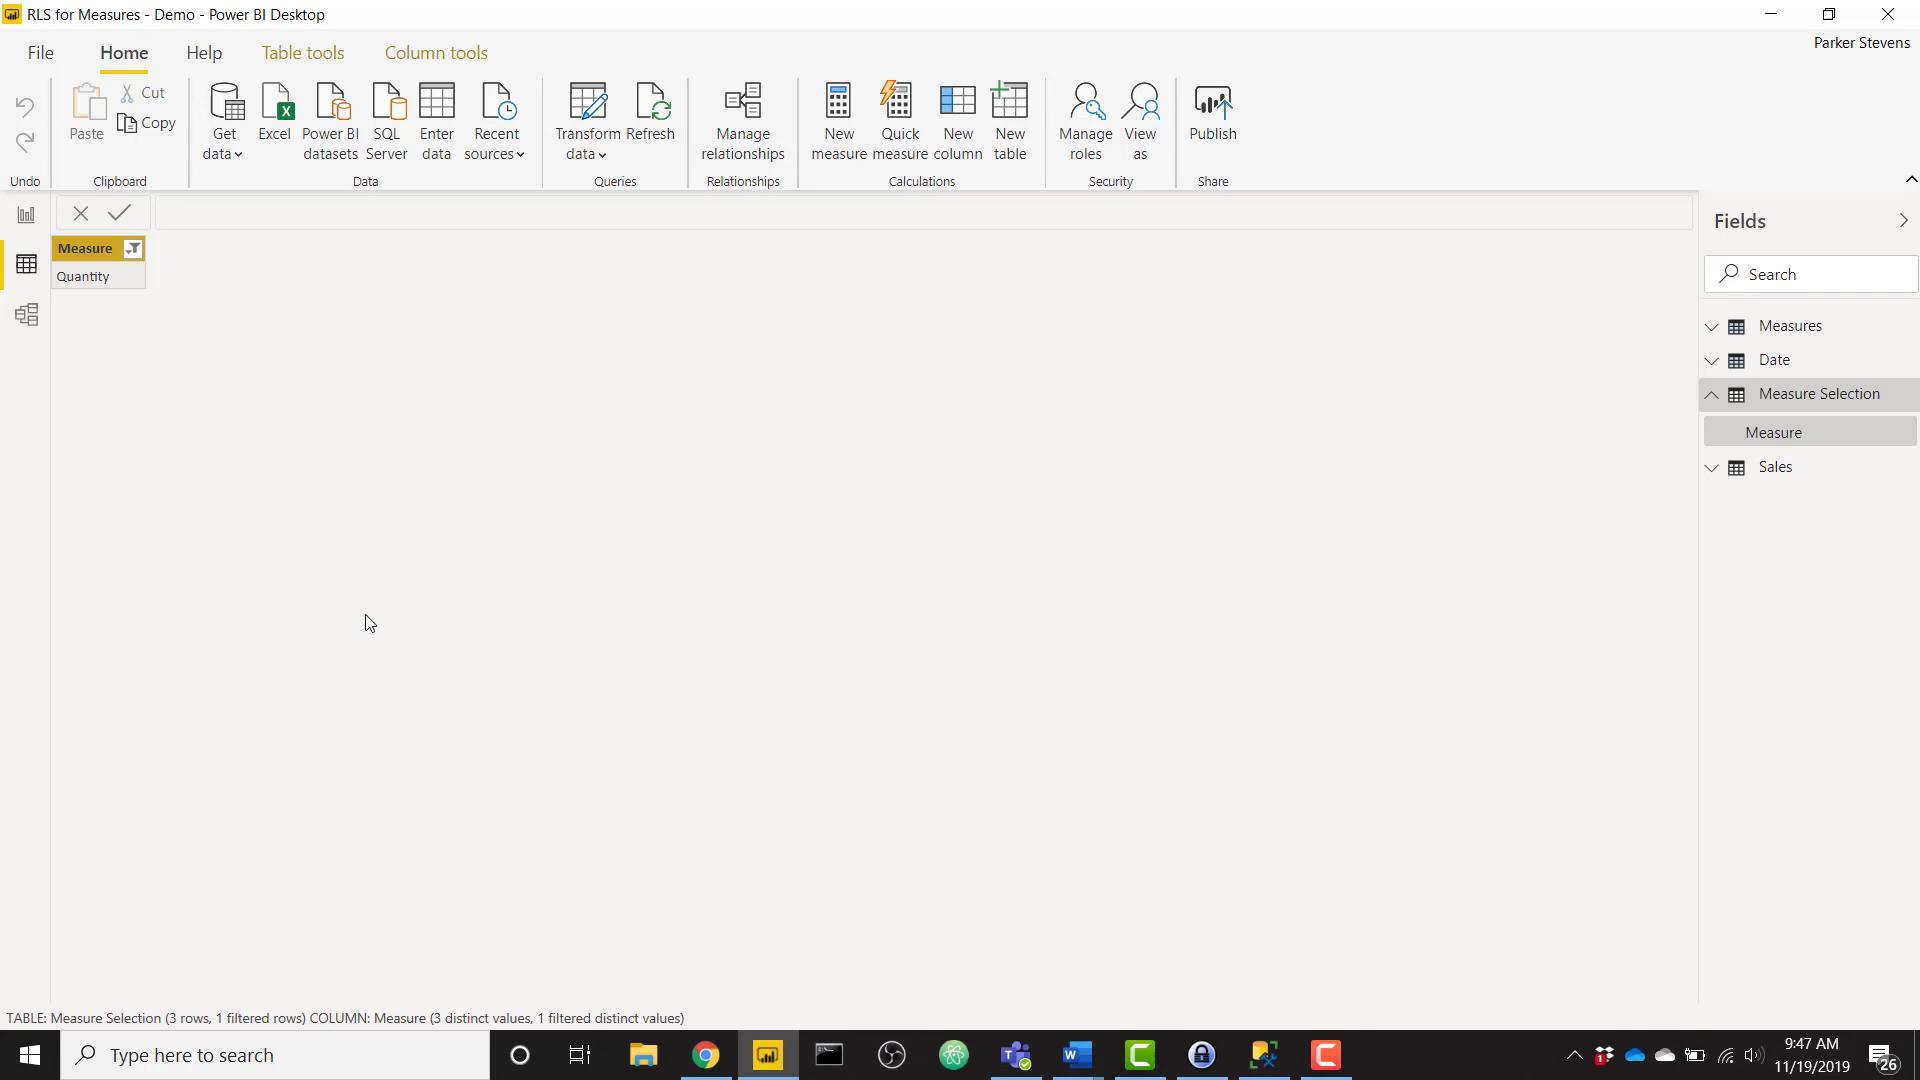 RLS for Measures - Demo - Power BI Desktop
Parker Stevens
File Home Help Table tools Column tools
Paste
Cut
Copy
Get data
Excel
Power BI datasets
SQL Server
Enter data
Recent sources
Transform data
Refresh
Manage relationships
New measure
Quick measure
New column
New table
Manage roles
View as
Publish
Undo Clipboard Data Queries Relationships Calculations Security Share
Measure
Quantity
Fields
Search
Measures
Date
Measure Selection
Measure
Sales
TABLE: Measure Selection (3 rows, 1 filtered rows) COLUMN: Measure (3 distinct values, 1 filtered distinct values)
Type here to search
9:47 AM
11/19/2019
26